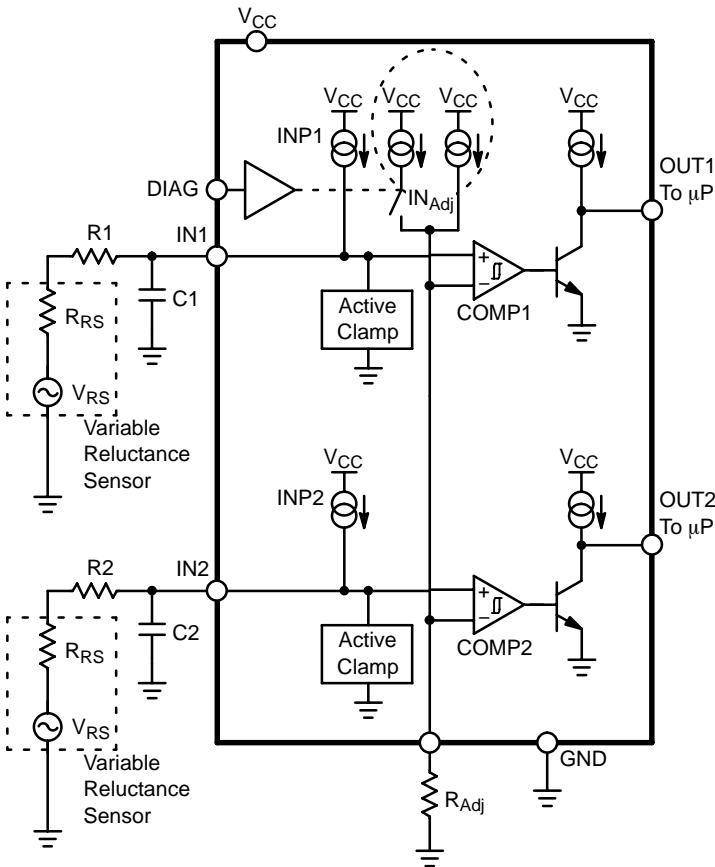 VCC
VCC
VCC
VCC
VCC
INP1
OUT1
To μP
DIAG
INAdj
R1
IN1
+
−
COMP1
C1
Active
Clamp
RRS
VRS
Variable
Reluctance
Sensor
VCC
VCC
INP2
OUT2
To μP
R2
IN2
+
−
COMP2
C2
Active
Clamp
RRS
VRS
GND
Variable
Reluctance
Sensor
RAdj